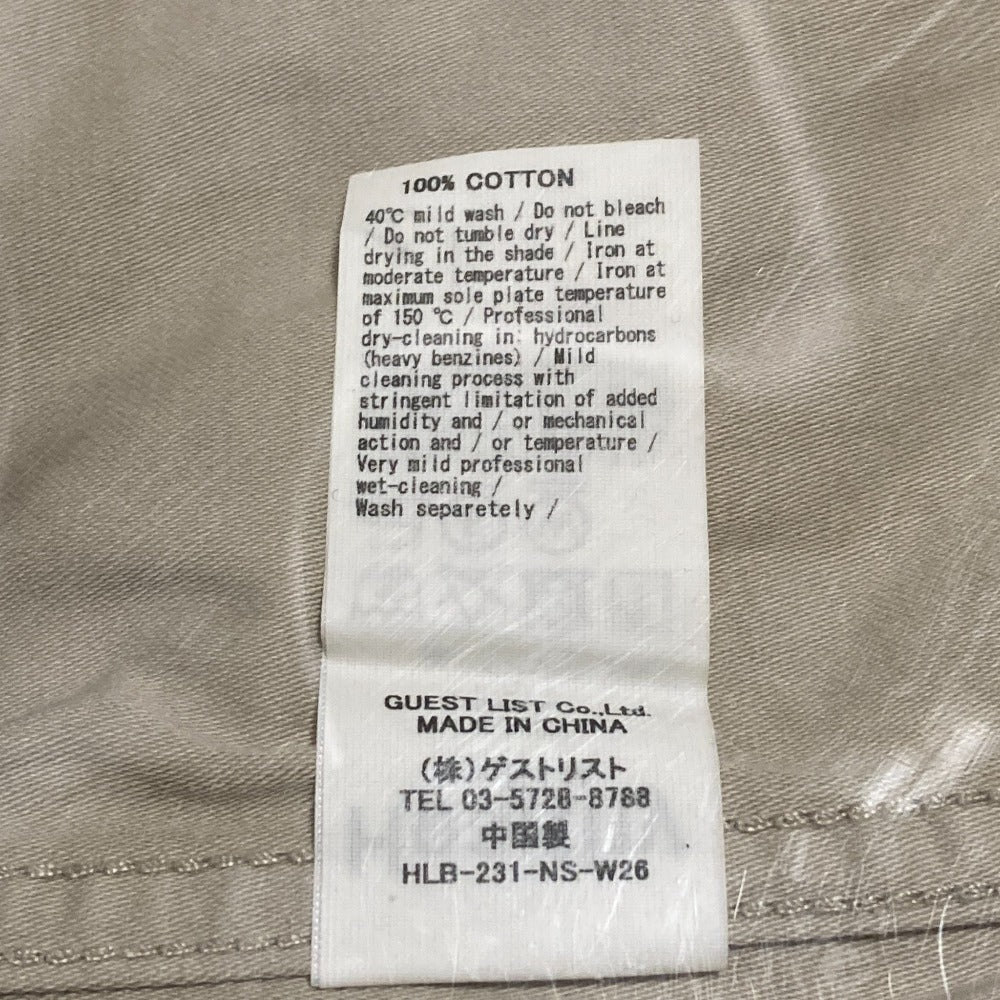 100% COTTON
40℃ mild wash / Do not bleach
/ Do not tumble dry / Line
drying in the shade / Iron at
moderate temperature / Iron at
maximum sole plate temperature
of 150 ℃ / Professional
dry-cleaning in: hydrocarbons
(heavy benzines) / Mild
cleaning process with
stringent limitation of added
humidity and / or mechanical
action and / or temperature /
Very mild professional
wet-cleaning /
Wash separetely /
GUEST LIST Co.,Ltd.
MADE IN CHINA
(株)ゲストリスト
TEL 03-5728-8788
中国製
HLB-231-NS-W26